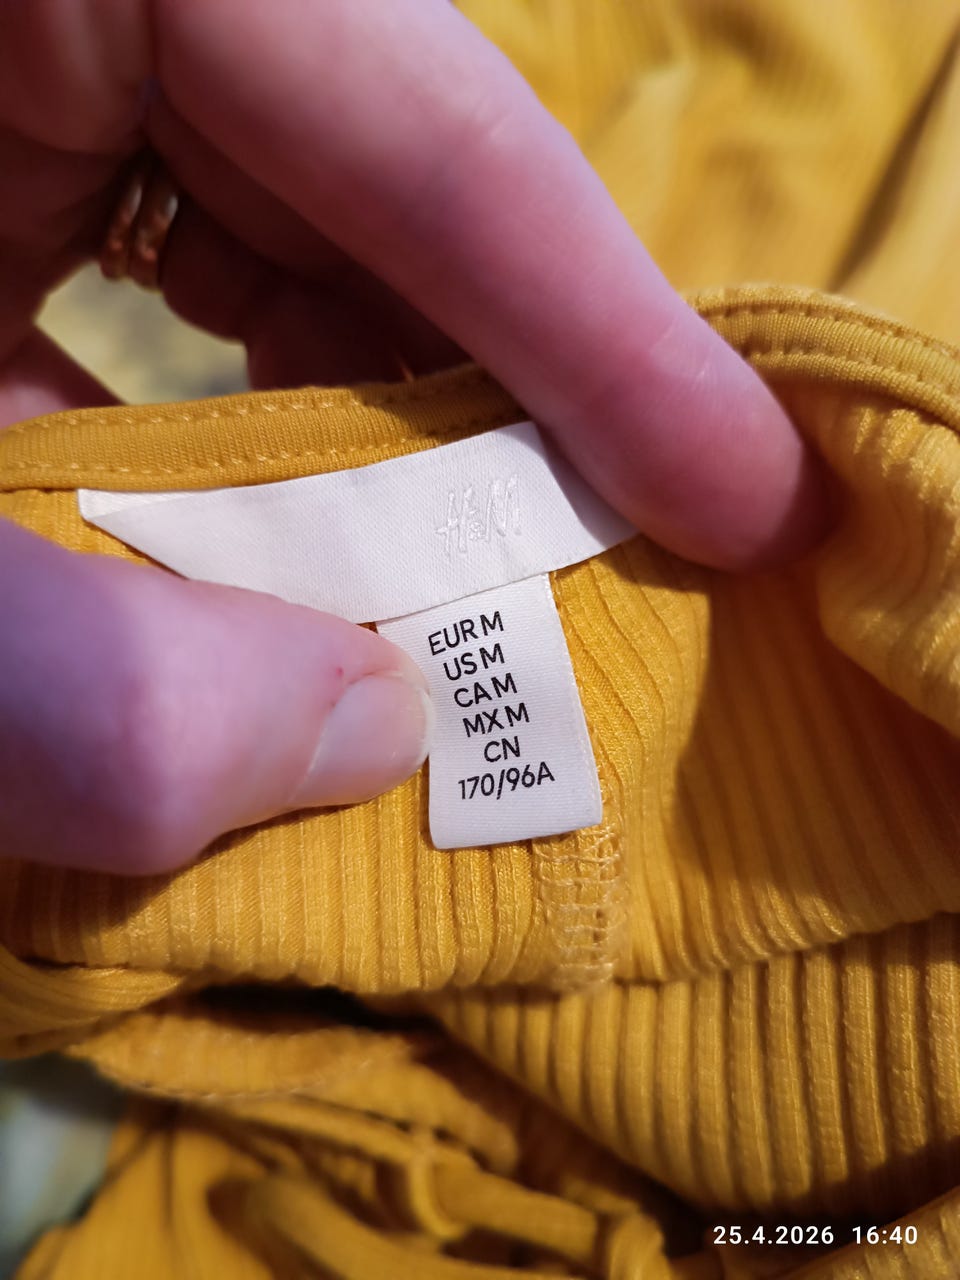 H&M
EUR M
US M
CA M
MX M
CN
170/96A
25.4.2026 16:40